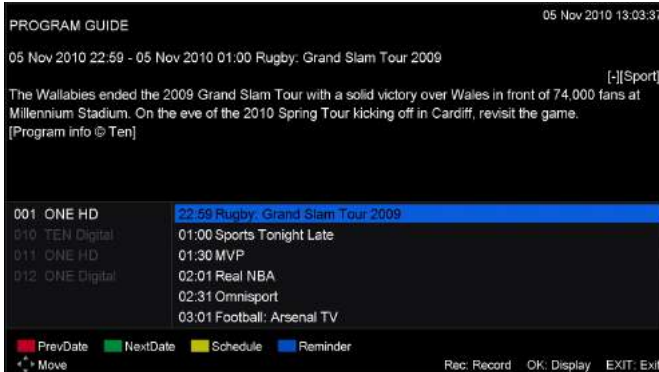 PROGRAM GUIDE
05 Nov 2010 13:03:37
05 Nov 2010 22:59 - 05 Nov 2010 01:00 Rugby: Grand Slam Tour 2009
[-][Sport]
The Wallabies ended the 2009 Grand Slam Tour with a solid victory over Wales in front of 74,000 fans at
Millennium Stadium. On the eve of the 2010 Spring Tour kicking off in Cardiff, revisit the game.
[Program info © Ten]
001 ONE HD
22:59 Rugby: Grand Slam Tour 2009
010 TEN Digital
01:00 Sports Tonight Late
011 ONE HD
01:30 MVP
012 ONE Digital
02:01 Real NBA
02:31 Omnisport
03:01 Football: Arsenal TV
PrevDate NextDate Schedule Reminder
Move
Rec: Record OK: Display EXIT: Exit